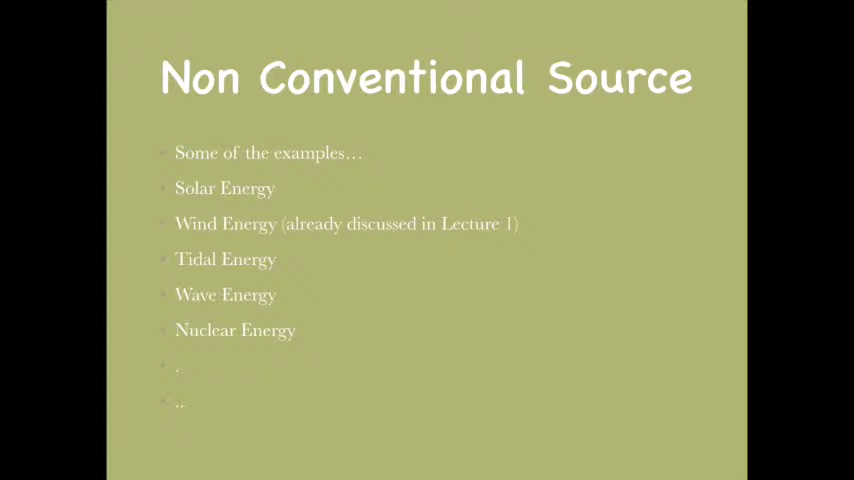 Non Conventional Source
• Some of the examples…
• Solar Energy
• Wind Energy (already discussed in Lecture 1)
• Tidal Energy
• Wave Energy
• Nuclear Energy
• .
• ..